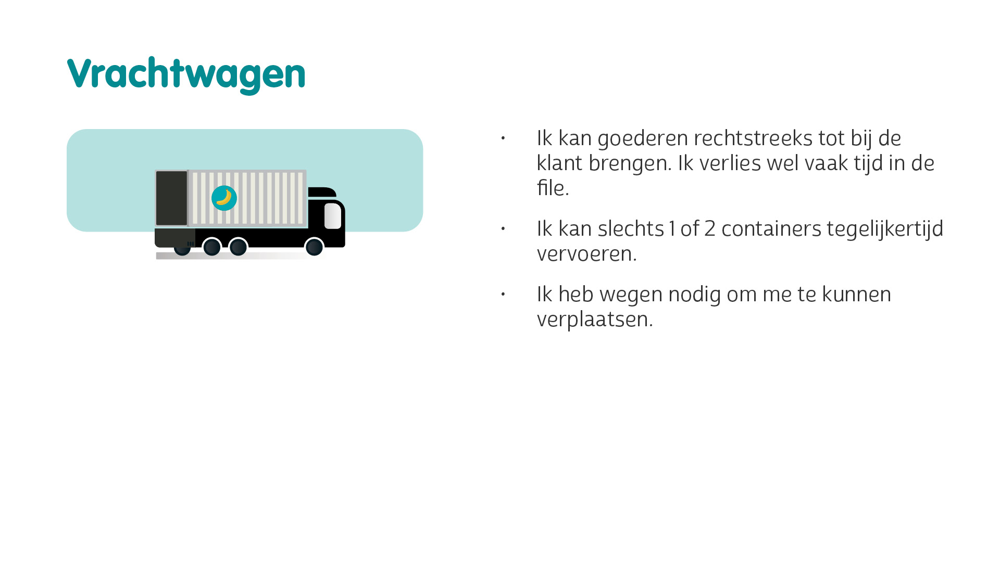 Vrachtwagen
• Ik kan goederen rechtstreeks tot bij de
klant brengen. Ik verlies wel vaak tijd in de
file.
• Ik kan slechts 1 of 2 containers tegelijkertijd
vervoeren.
• Ik heb wegen nodig om me te kunnen
verplaatsen.